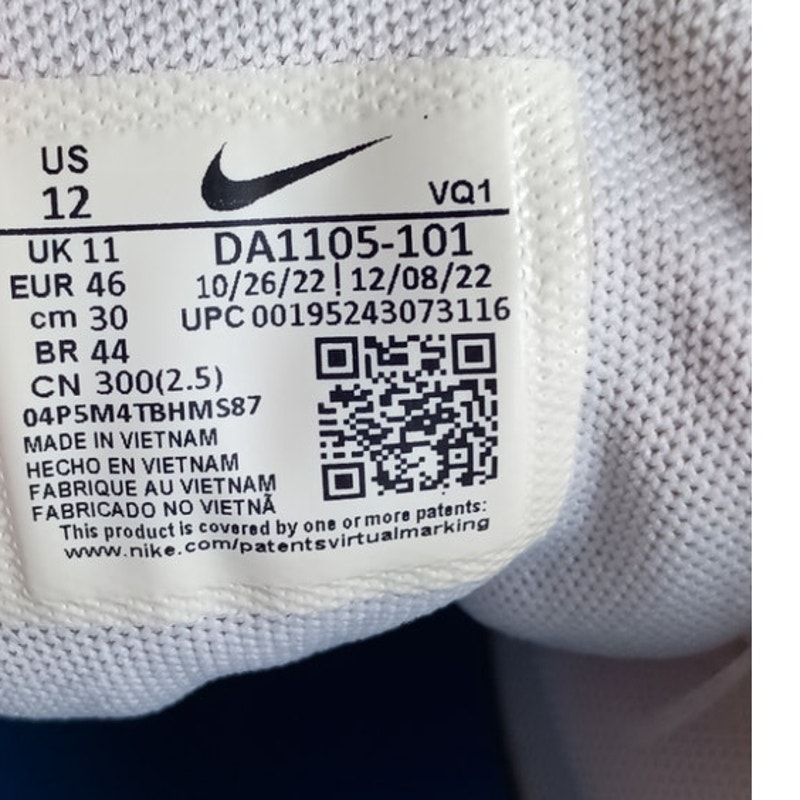 US
12
VQ1
UK 11
DA1105-101
EUR 46
10/26/22 ! 12/08/22
cm 30
UPC 00195243073116
BR 44
CN 300(2.5)
04P5M4TBHMS87
MADE IN VIETNAM
HECHO EN VIETNAM
FABRIQUE AU VIETNAM
FABRICADO NO VIETNÃ
This product is covered by one or more patents:
www.nike.com/patentsvirtualmarking